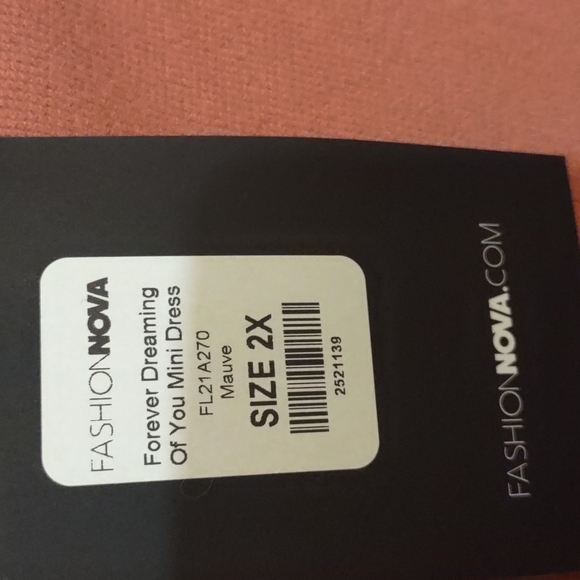 FASHIONNOVA
Forever Dreaming
Of You Mini Dress
FL21A270
Mauve
SIZE 2X
2521139
FASHIONNOVA.COM